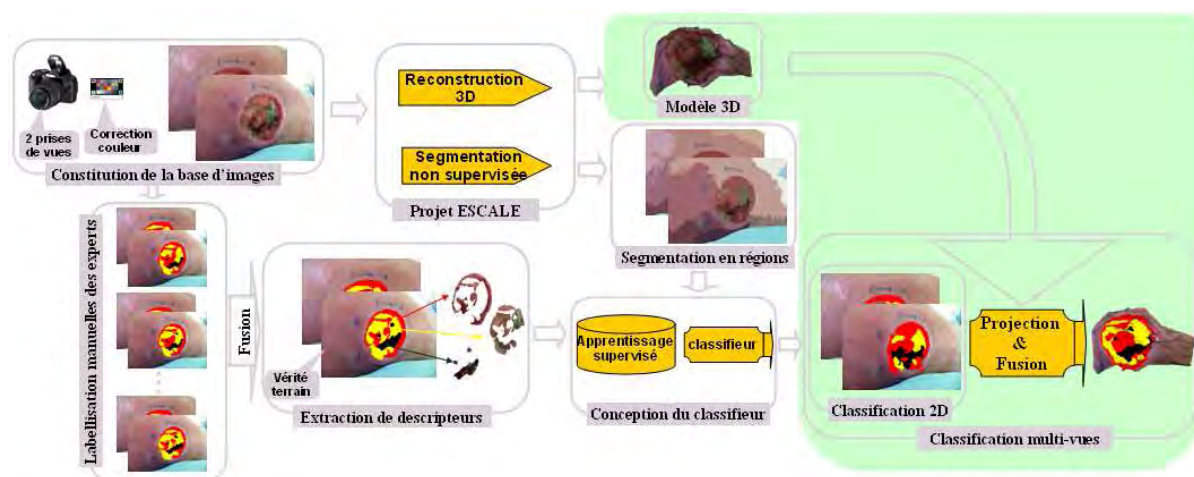 2 prises
de vues
Correction
couleur
Constitution de la base d'images
Reconstruction
3D
Segmentation
non supervisée
Projet ESCALE
Modèle 3D
Segmentation en régions
Labellisation manuelles des experts
Fusion
Vérité
terrain
Extraction de descripteurs
Apprentissage
supervisé
classifieur
Conception du classifieur
Classification 2D
Projection
&
Fusion
Classification multi-vues